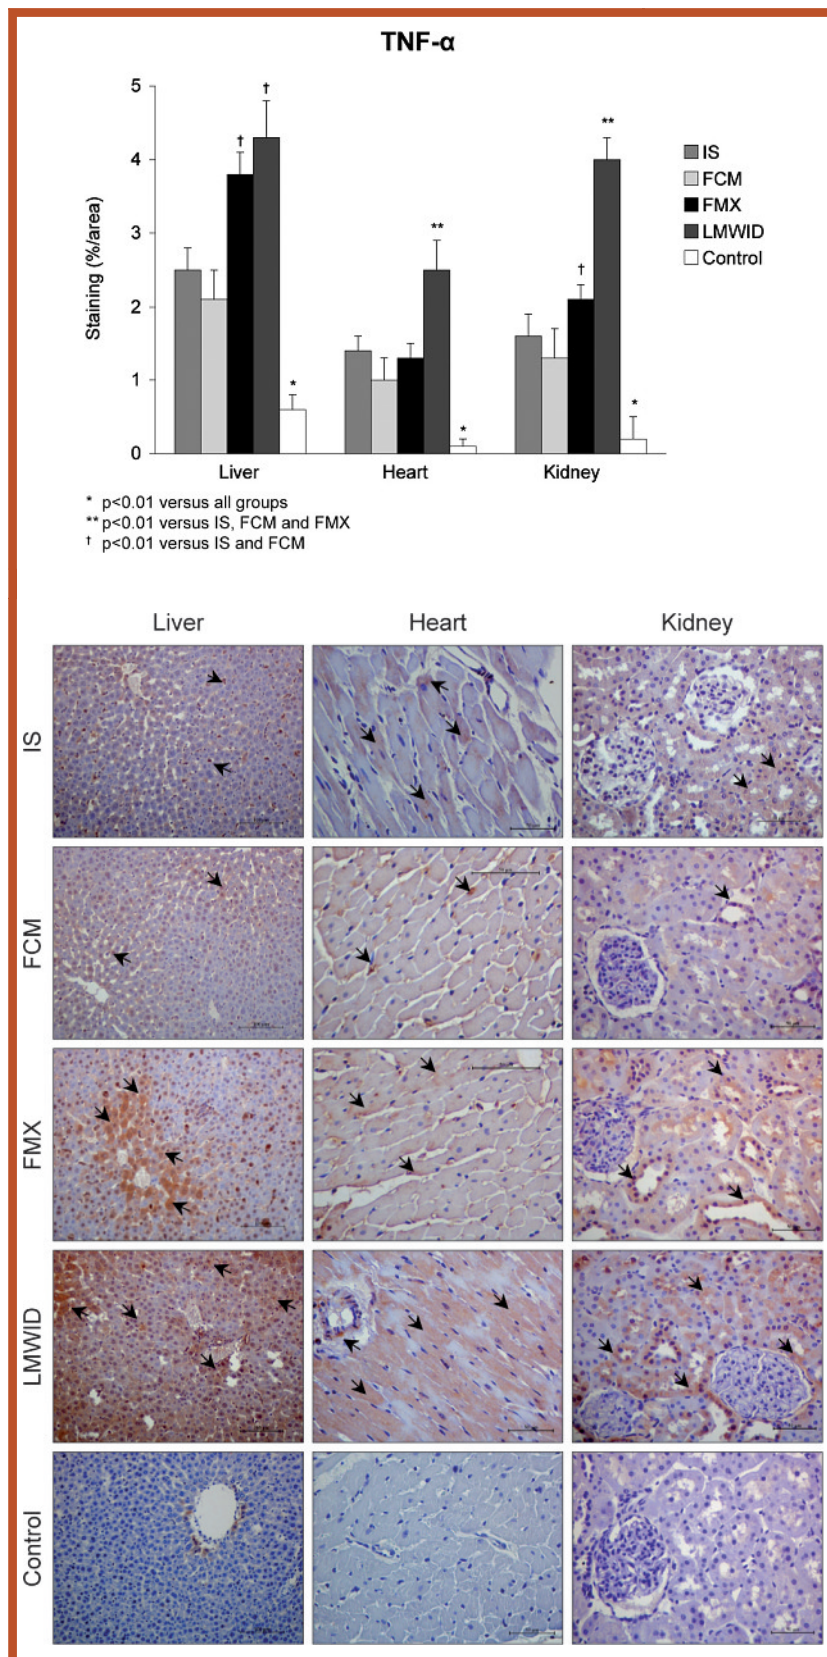 TNF-α
5
4
3
2
1
0
Staining (%/area)
† † * ** * † ** *
IS
FCM
FMX
LMWID
Control
Liver Heart Kidney
* p<0.01 versus all groups
** p<0.01 versus IS, FCM and FMX
† p<0.01 versus IS and FCM
Liver Heart Kidney
IS
FCM
FMX
LMWID
Control